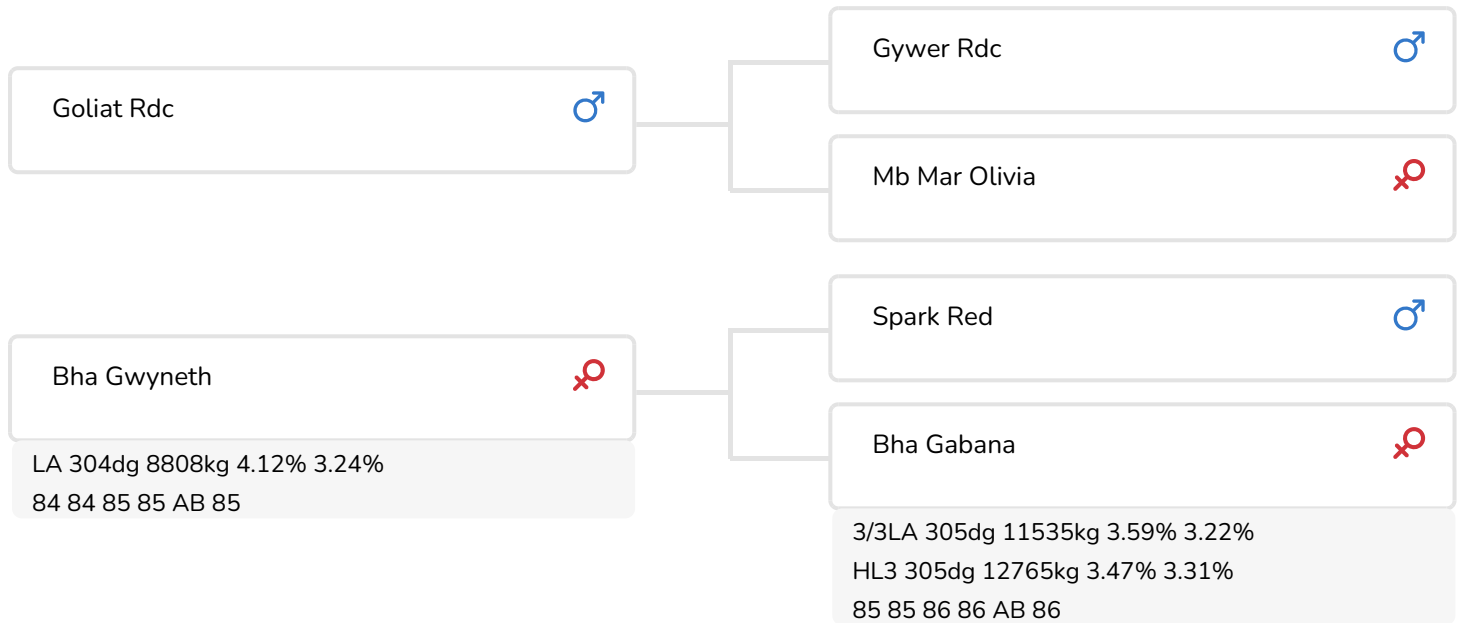 Goliat Rdc
Gywer Rdc
Mb Mar Olivia
Bha Gwyneth
LA 304dg 8808kg 4.12% 3.24%
84 84 85 85 AB 85
Spark Red
Bha Gabana
3/3LA 305dg 11535kg 3.59% 3.22%
HL3 305dg 12765kg 3.47% 3.31%
85 85 86 86 AB 86